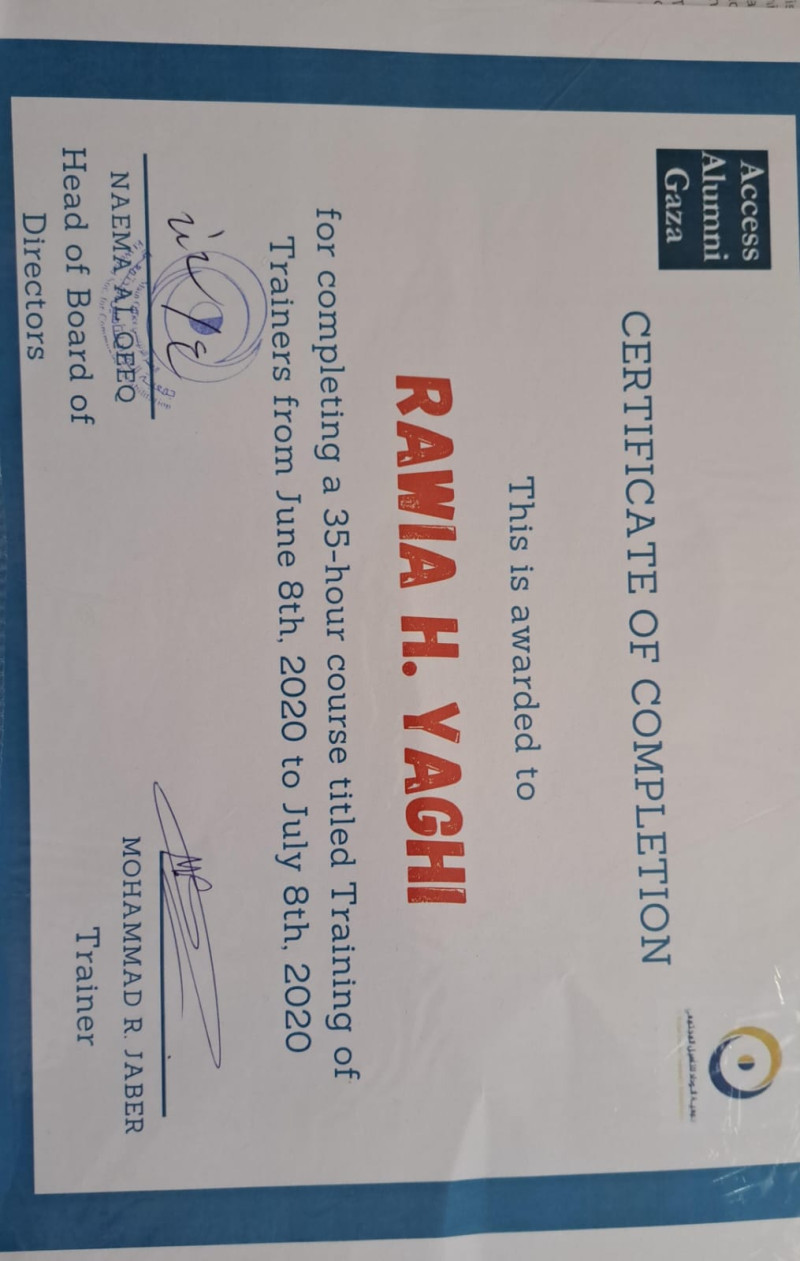 Access
Alumni
Gaza
CERTIFICATE OF COMPLETION
This is awarded to
RAWIA H. YAGHI
for completing a 35-hour course titled Training of
Trainers from June 8th, 2020 to July 8th, 2020
NAEMA AL QEEQ
Head of Board of
Directors
MOHAMMAD R. JABER
Trainer